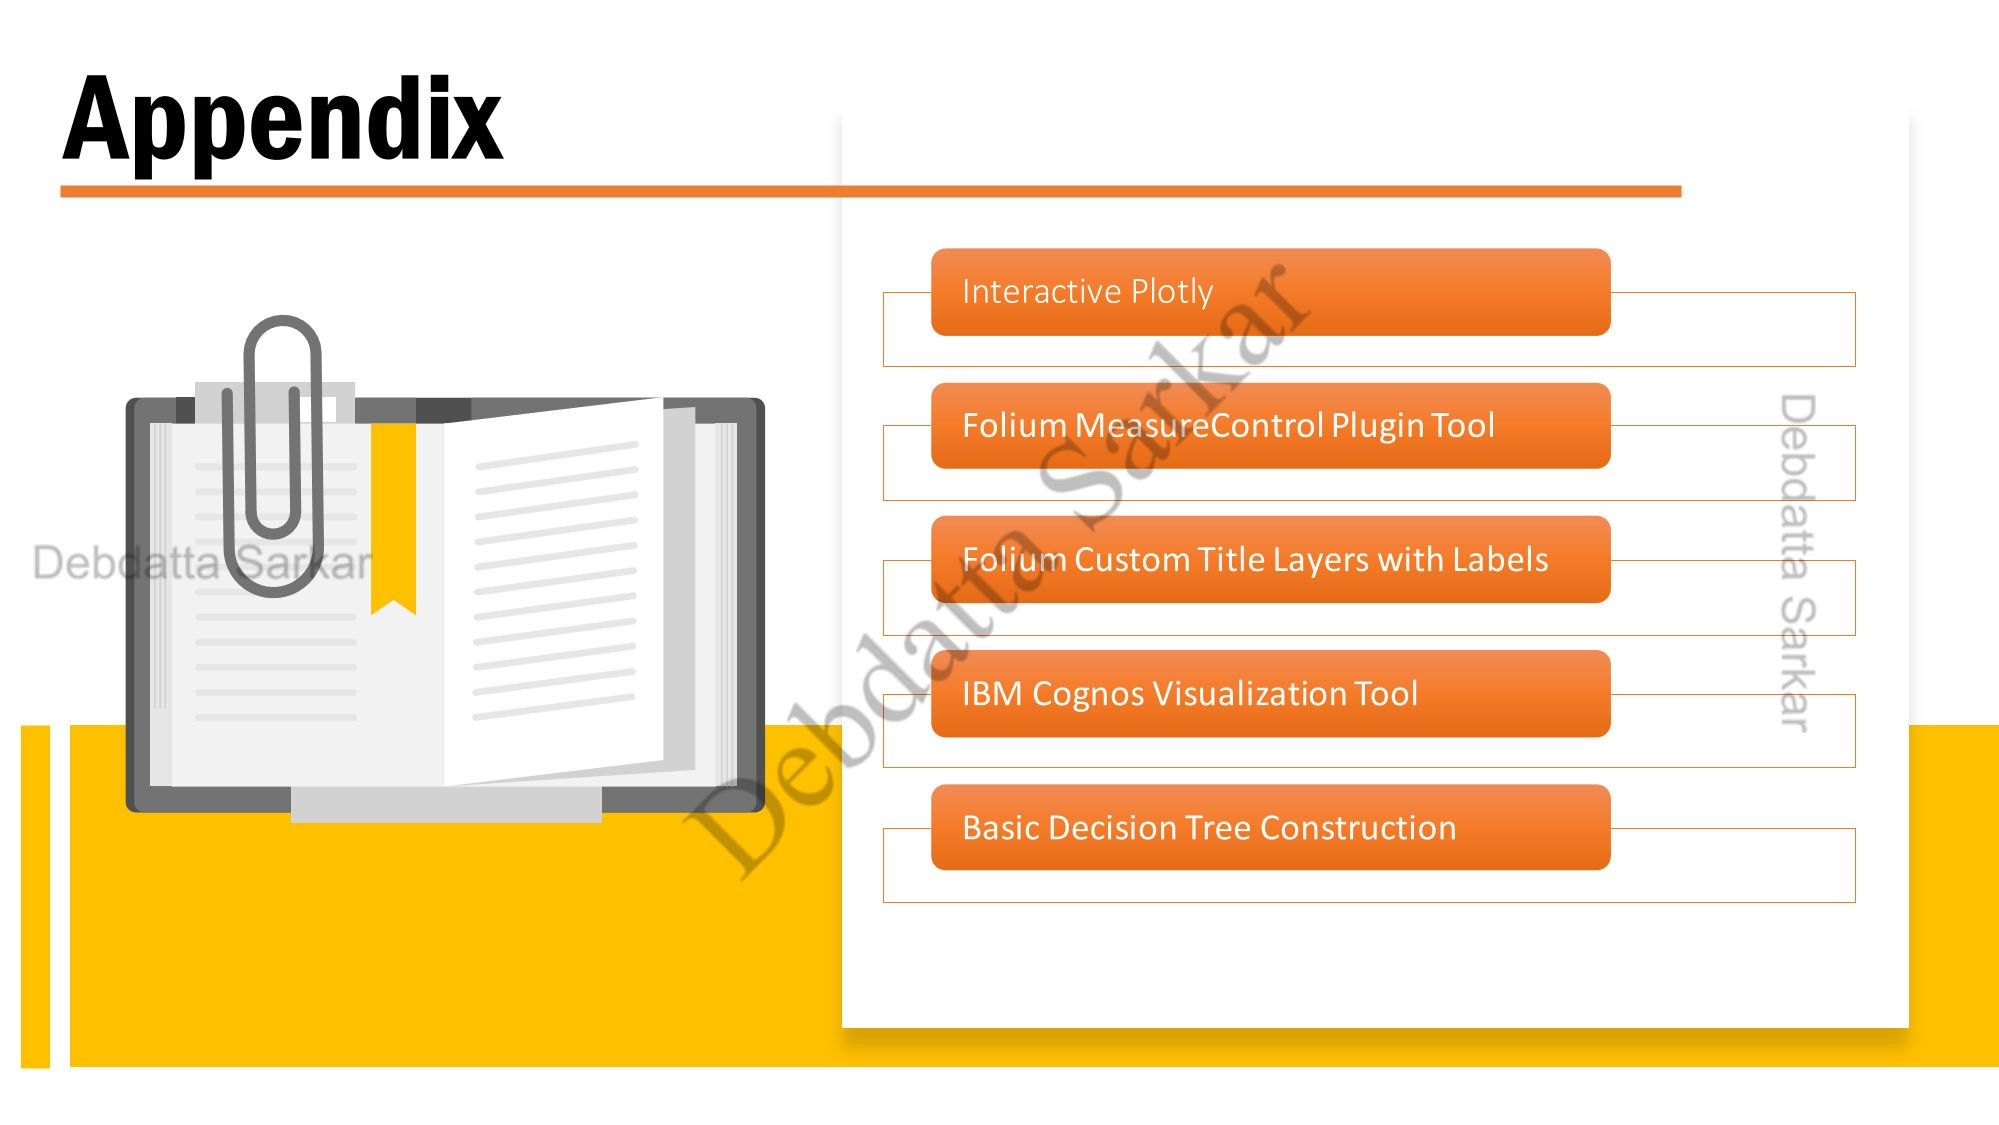 Appendix
Interactive Plotly
Folium MeasureControl Plugin Tool
Folium Custom Title Layers with Labels
IBM Cognos Visualization Tool
Basic Decision Tree Construction
Debdatta Sarkar
Debdatta Sarkar
Debdatta Sarkar